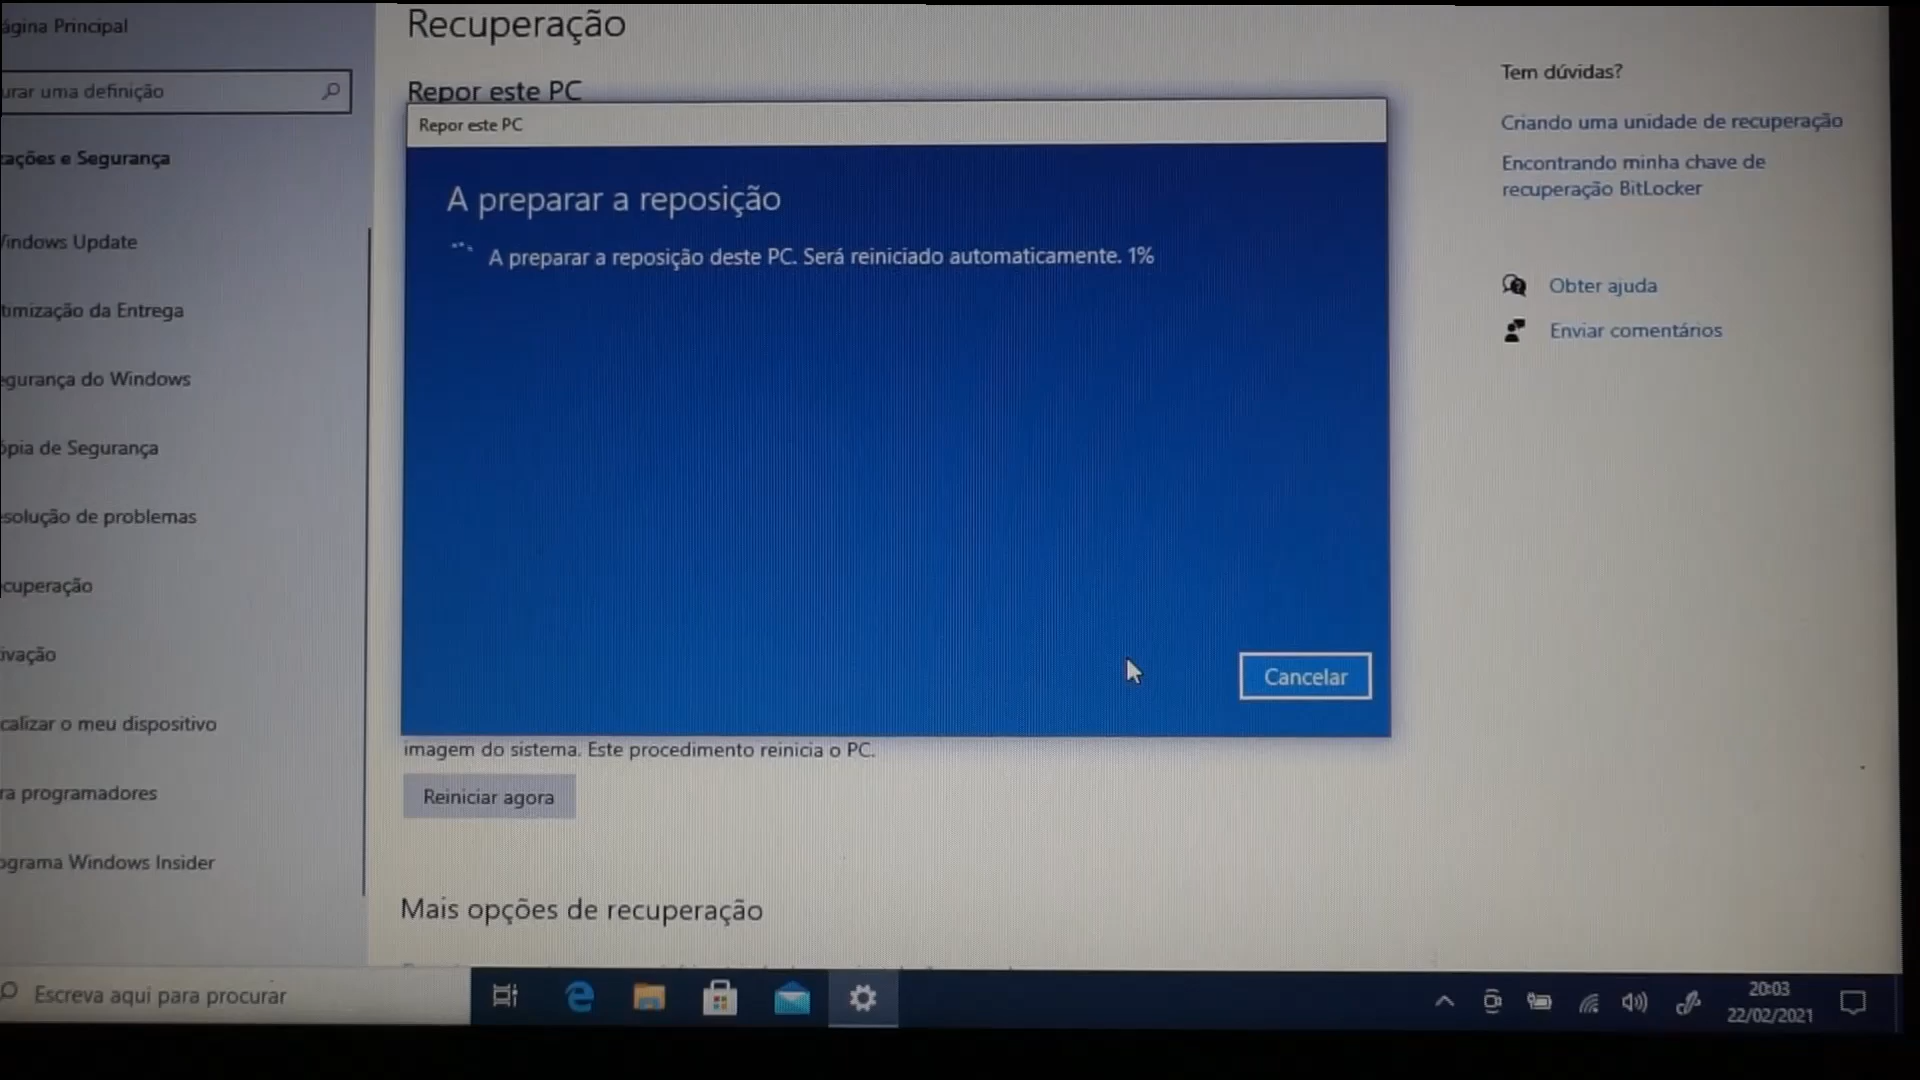 ágina Principal
urar uma definição
ações e Segurança
indows Update
timização da Entrega
egurança do Windows
ópia de Segurança
esolução de problemas
ecuperação
ivação
calizar o meu dispositivo
ra programadores
ograma Windows Insider
Recuperação
Repor este PC
Repor este PC
A preparar a reposição
A preparar a reposição deste PC. Será reiniciado automaticamente. 1%
Cancelar
imagem do sistema. Este procedimento reinicia o PC.
Reiniciar agora
Mais opções de recuperação
Tem dúvidas?
Criando uma unidade de recuperação
Encontrando minha chave de
recuperação BitLocker
Obter ajuda
Enviar comentários
Escreva aqui para procurar
20:03
22/02/2021